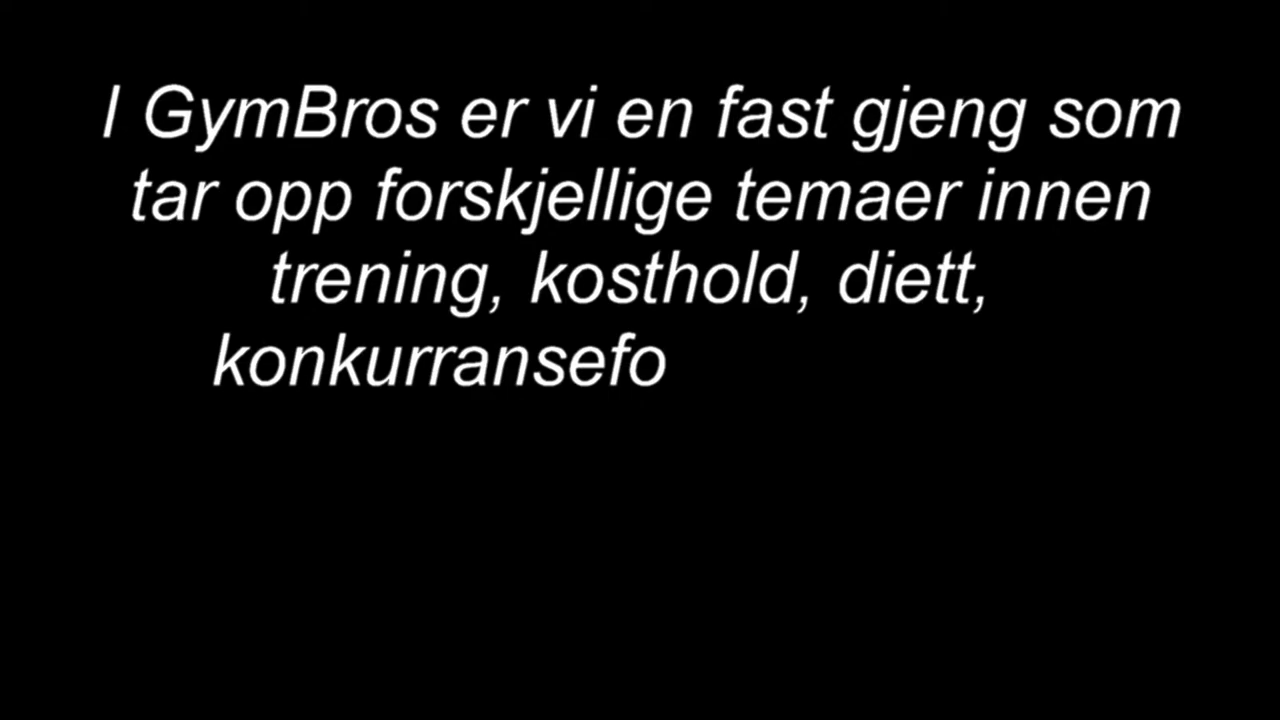 I GymBros er vi en fast gjeng som
tar opp forskjellige temaer innen
trening, kosthold, diett,
konkurransefo